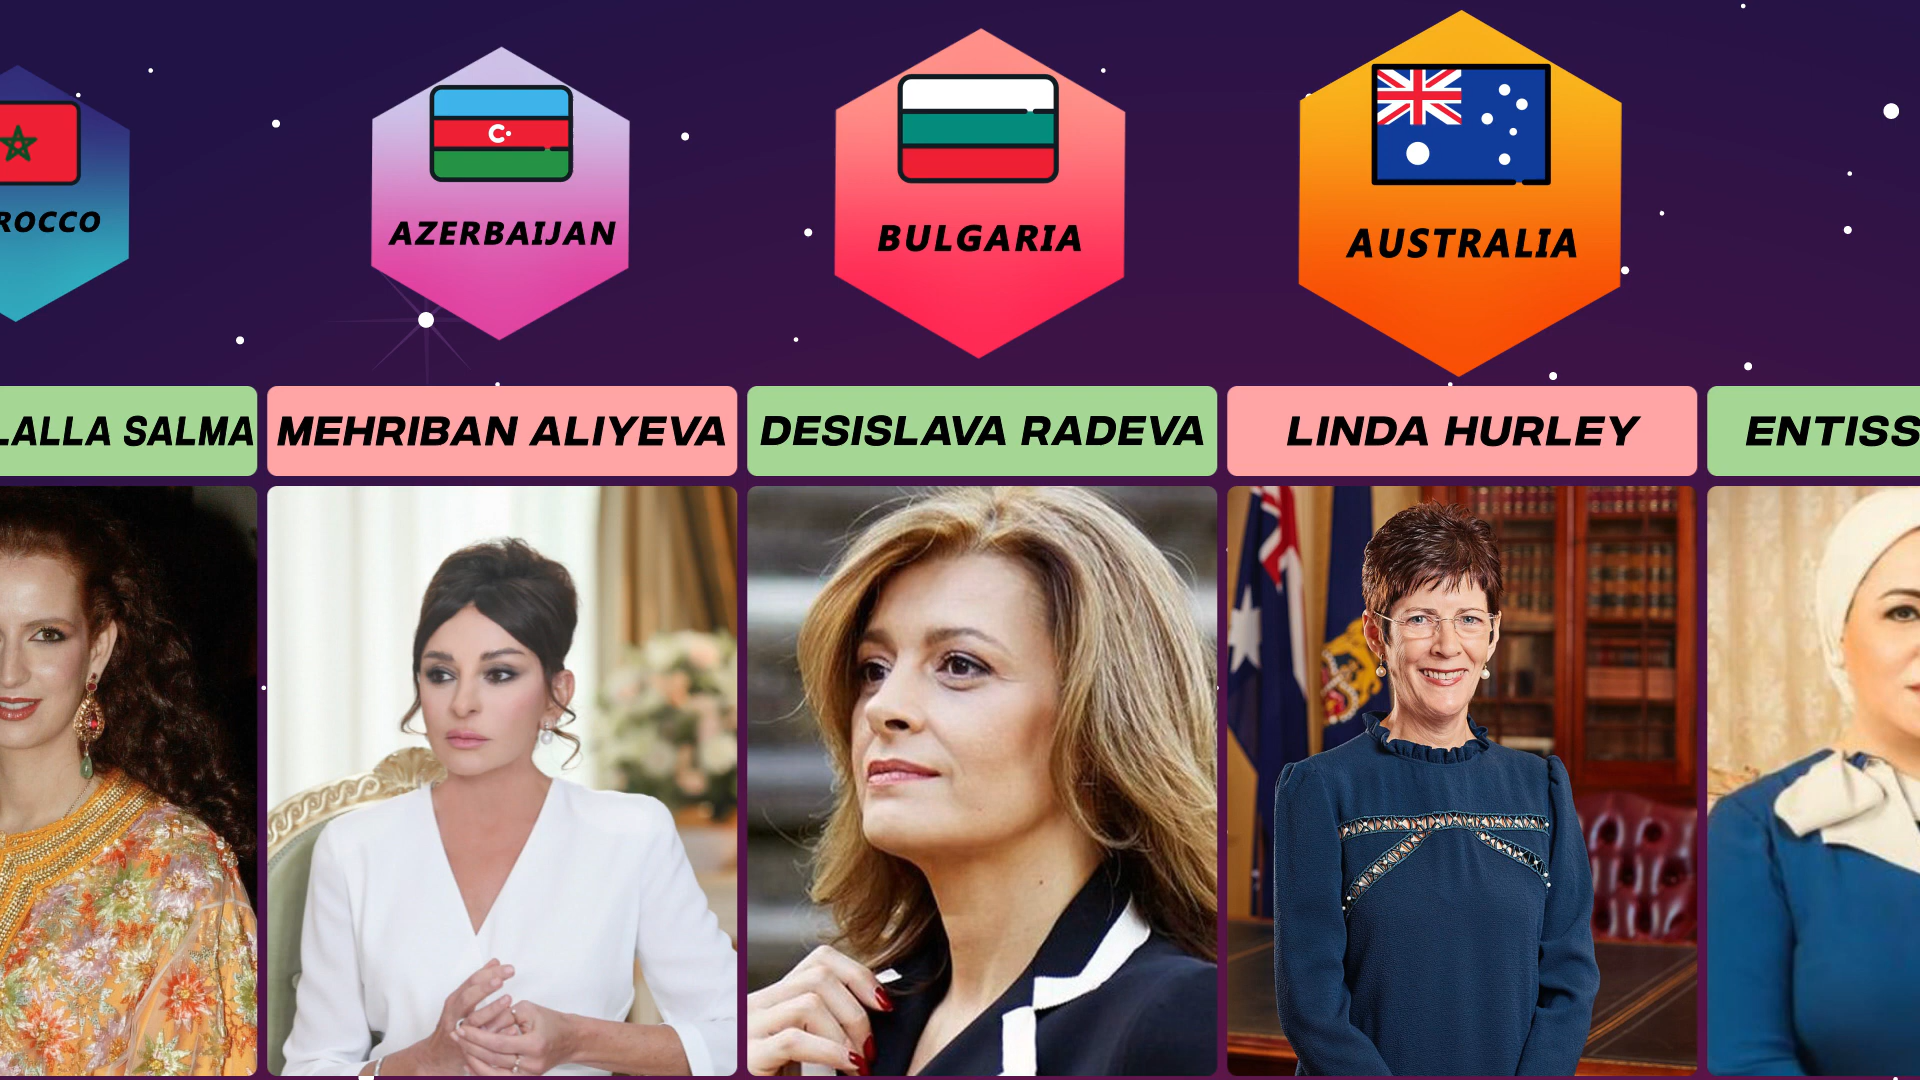 ROCCO
AZERBAIJAN
BULGARIA
AUSTRALIA
LALLA SALMA
MEHRIBAN ALIYEVA
DESISLAVA RADEVA
LINDA HURLEY
ENTISS